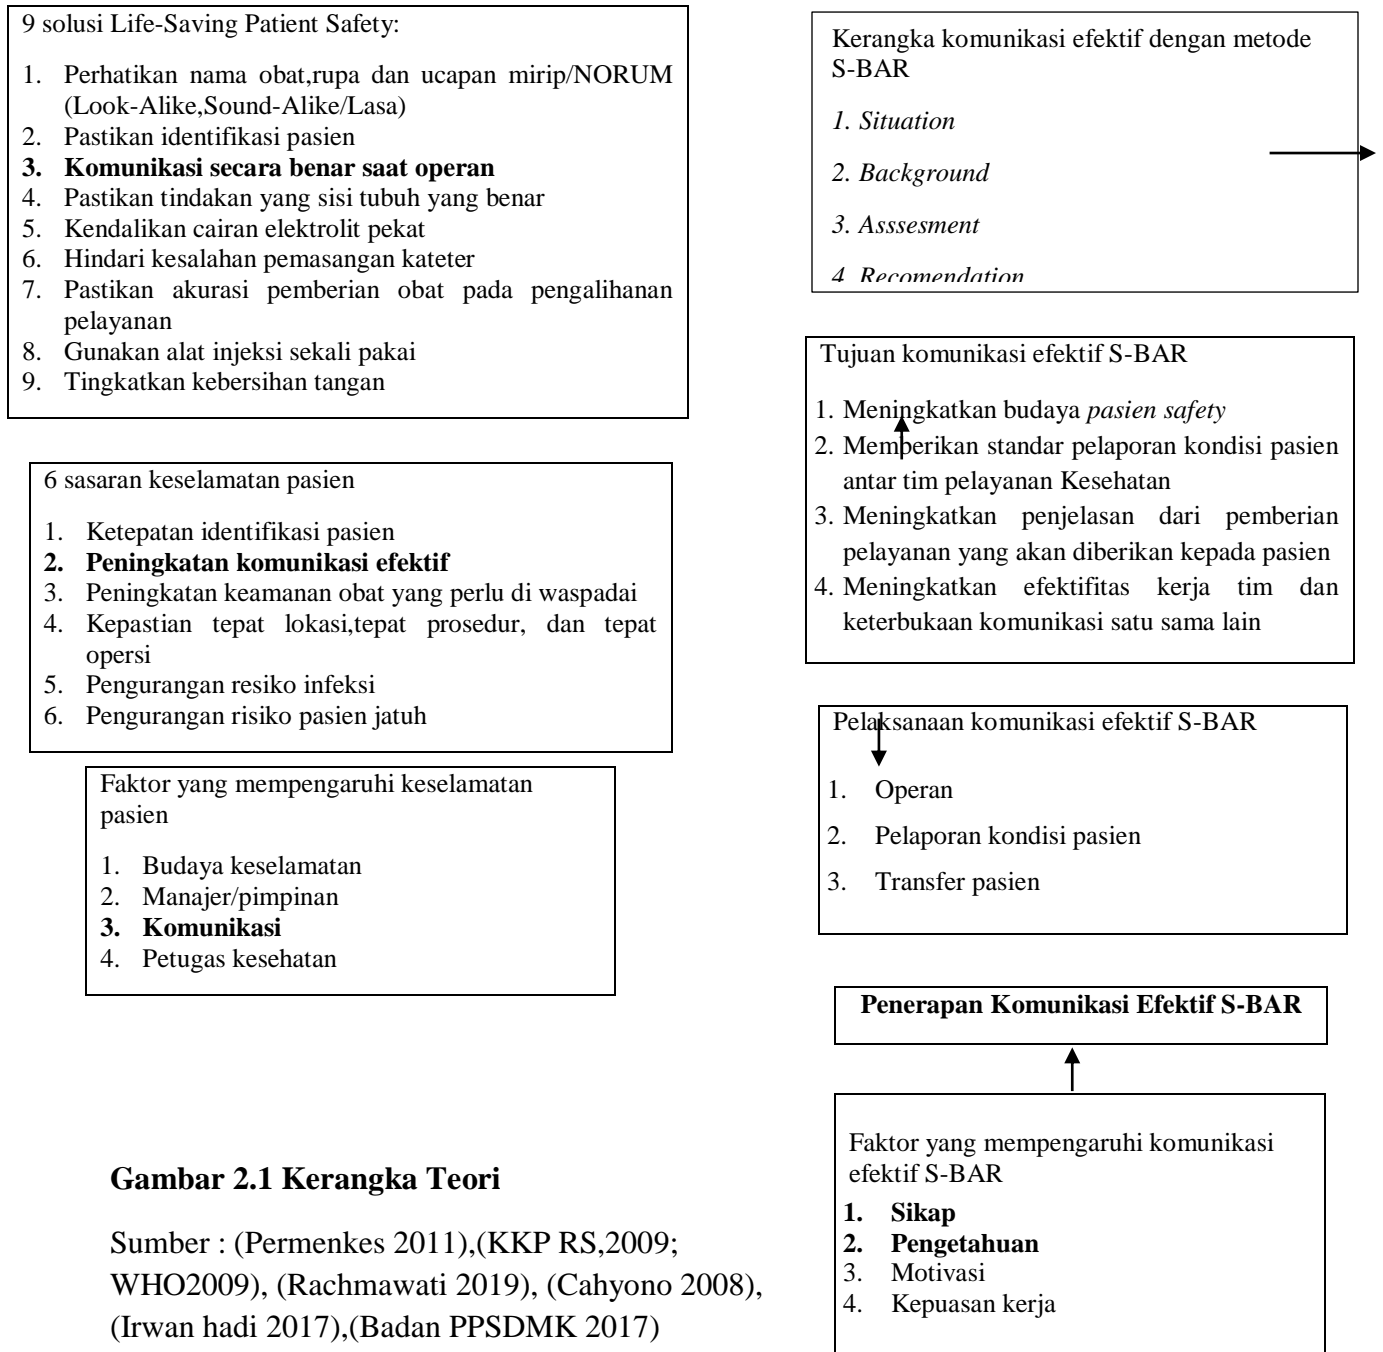 9 solusi Life-Saving Patient Safety:
1. Perhatikan nama obat,rupa dan ucapan mirip/NORUM
(Look-Alike,Sound-Alike/Lasa)
2. Pastikan identifikasi pasien
3. Komunikasi secara benar saat operan
4. Pastikan tindakan yang sisi tubuh yang benar
5. Kendalikan cairan elektrolit pekat
6. Hindari kesalahan pemasangan kateter
7. Pastikan akurasi pemberian obat pada pengalihanan
pelayanan
8. Gunakan alat injeksi sekali pakai
9. Tingkatkan kebersihan tangan
6 sasaran keselamatan pasien
1. Ketepatan identifikasi pasien
2. Peningkatan komunikasi efektif
3. Peningkatan keamanan obat yang perlu di waspadai
4. Kepastian tepat lokasi,tepat prosedur, dan tepat
opersi
5. Pengurangan resiko infeksi
6. Pengurangan risiko pasien jatuh
Faktor yang mempengaruhi keselamatan
pasien
1. Budaya keselamatan
2. Manajer/pimpinan
3. Komunikasi
4. Petugas kesehatan
Kerangka komunikasi efektif dengan metode
S-BAR
1. Situation
2. Background
3. Asssesment
4. Recomendation
Tujuan komunikasi efektif S-BAR
1. Meningkatkan budaya pasien safety
2. Memberikan standar pelaporan kondisi pasien
antar tim pelayanan Kesehatan
3. Meningkatkan penjelasan dari pemberian
pelayanan yang akan diberikan kepada pasien
4. Meningkatkan efektifitas kerja tim dan
keterbukaan komunikasi satu sama lain
Pelaksanaan komunikasi efektif S-BAR
1. Operan
2. Pelaporan kondisi pasien
3. Transfer pasien
Penerapan Komunikasi Efektif S-BAR
Faktor yang mempengaruhi komunikasi
efektif S-BAR
1. Sikap
2. Pengetahuan
3. Motivasi
4. Kepuasan kerja
Gambar 2.1 Kerangka Teori
Sumber : (Permenkes 2011),(KKP RS,2009;
WHO2009), (Rachmawati 2019), (Cahyono 2008),
(Irwan hadi 2017),(Badan PPSDMK 2017)